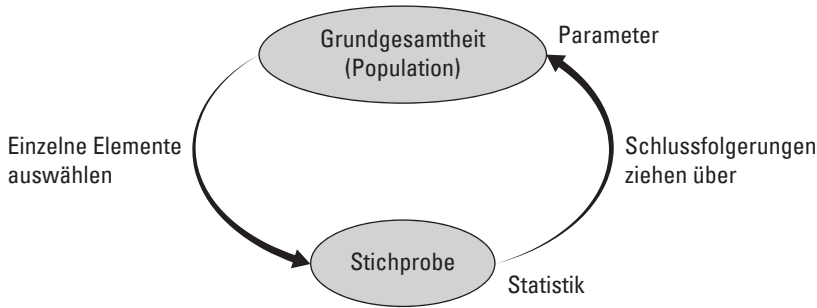 Grundgesamtheit
(Population)
Parameter
Einzelne Elemente
auswählen
Schlussfolgerungen
ziehen über
Stichprobe
Statistik